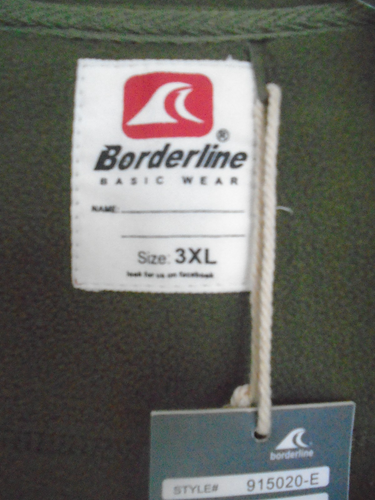 ®
Borderline
BASIC WEAR
NAME:
Size: 3XL
look for us on facebook
borderline
STYLE# 915020-E